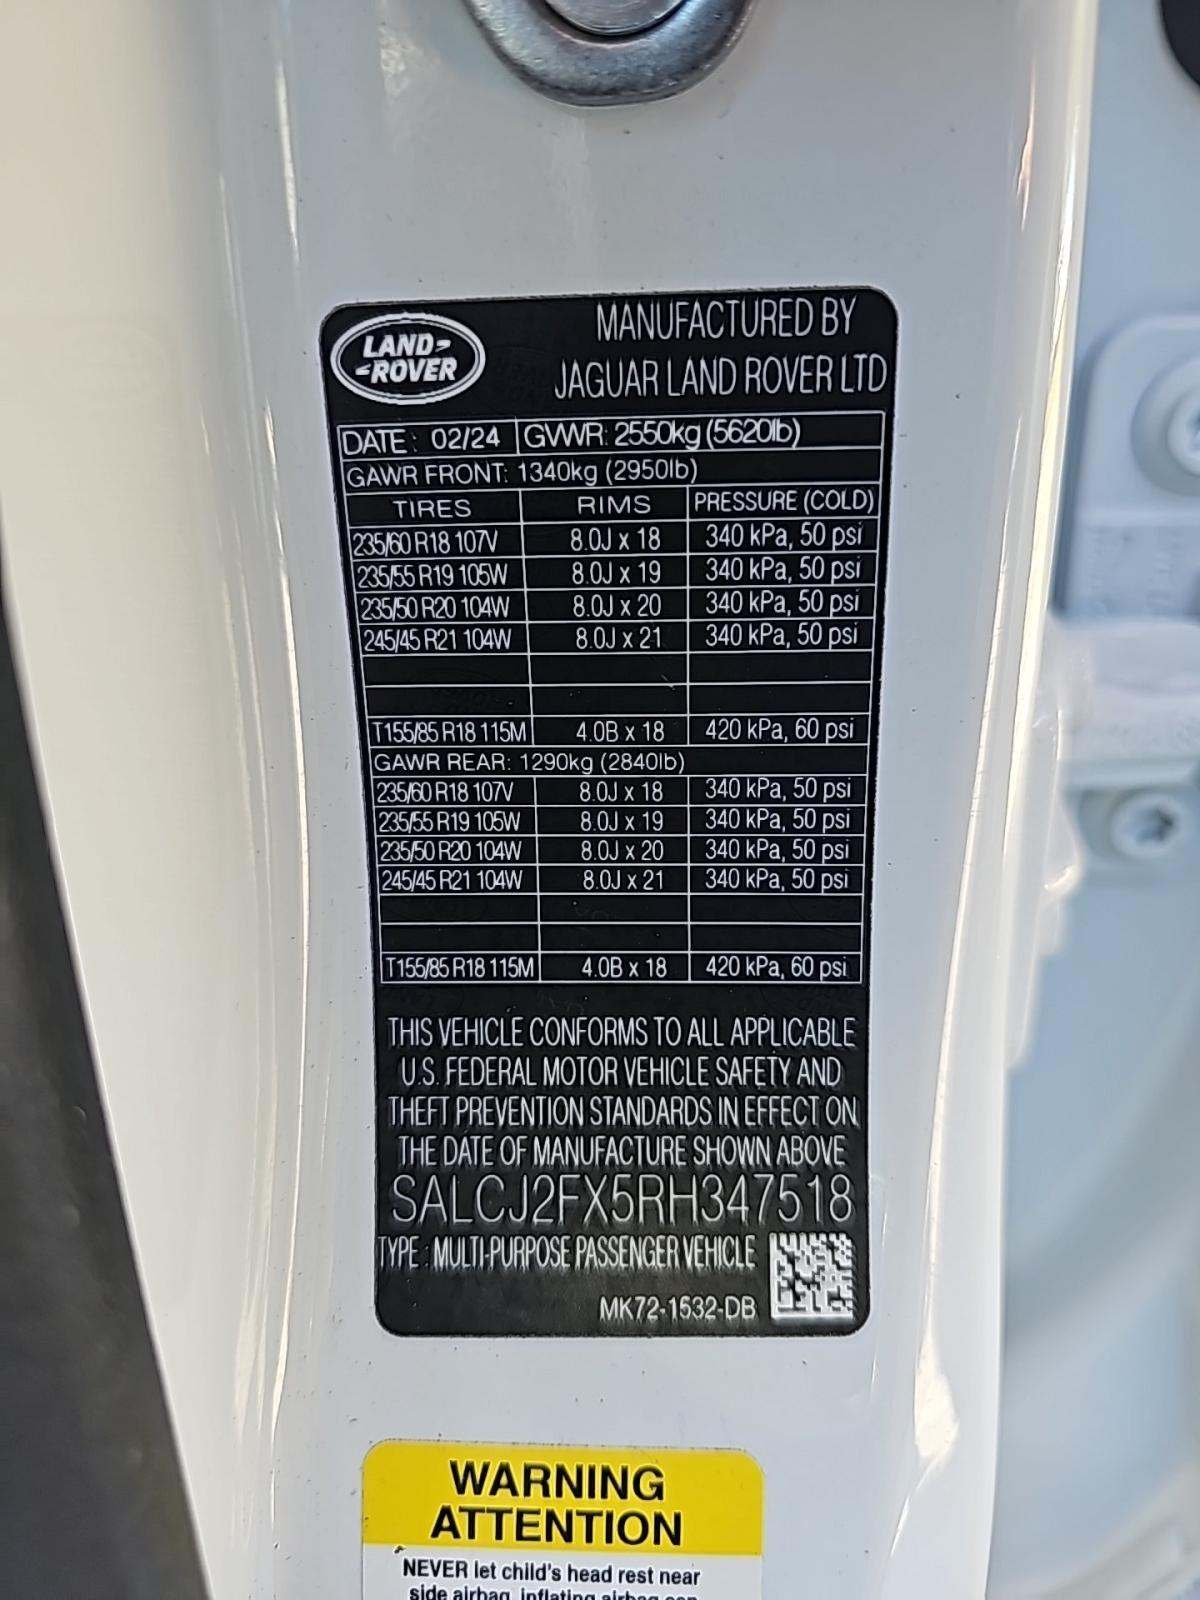 LAND-
-ROVER
MANUFACTURED BY
JAGUAR LAND ROVER LTD
DATE: 02/24 GVWR: 2550kg (5620lb)
GAWR FRONT: 1340kg (2950lb)
TIRES RIMS PRESSURE (COLD)
235/60 R18 107V 8.0J x 18 340 kPa, 50 psi
235/55 R19 105W 8.0J x 19 340 kPa, 50 psi
235/50 R20 104W 8.0J x 20 340 kPa, 50 psi
245/45 R21 104W 8.0J x 21 340 kPa, 50 psi
T155/85 R18 115M 4.0B x 18 420 kPa, 60 psi
GAWR REAR: 1290kg (2840lb)
235/60 R18 107V 8.0J x 18 340 kPa, 50 psi
235/55 R19 105W 8.0J x 19 340 kPa, 50 psi
235/50 R20 104W 8.0J x 20 340 kPa, 50 psi
245/45 R21 104W 8.0J x 21 340 kPa, 50 psi
T155/85 R18 115M 4.0B x 18 420 kPa, 60 psi
THIS VEHICLE CONFORMS TO ALL APPLICABLE
U.S. FEDERAL MOTOR VEHICLE SAFETY AND
THEFT PREVENTION STANDARDS IN EFFECT ON
THE DATE OF MANUFACTURE SHOWN ABOVE
SALCJ2FX5RH347518
TYPE : MULTI-PURPOSE PASSENGER VEHICLE
MK72-1532-DB
WARNING
ATTENTION
NEVER let child's head rest near
side airbag, inflating airbag can